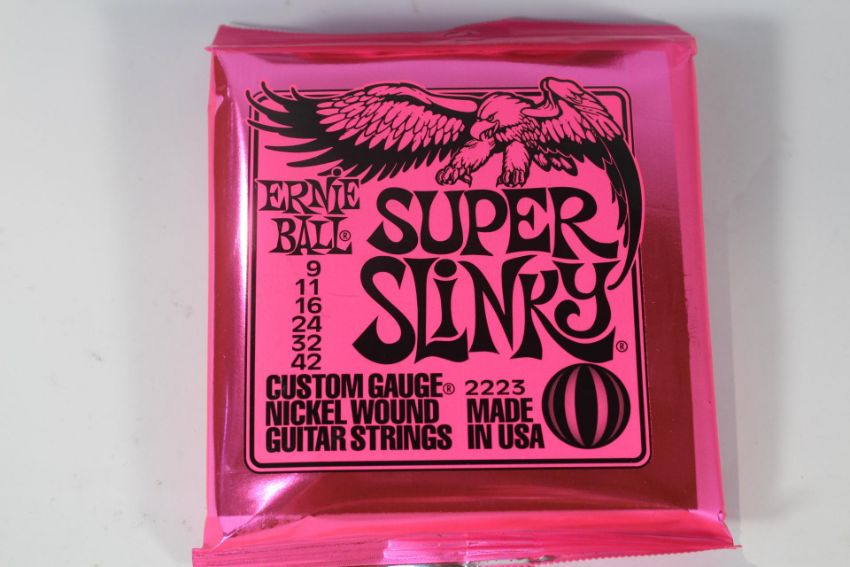 ERNiE
BALL®
SUPER
SLiNKY®
9
11
16
24
32
42
CUSTOM GAUGE® 2223
NICKEL WOUND
GUITAR STRINGS
MADE
IN USA